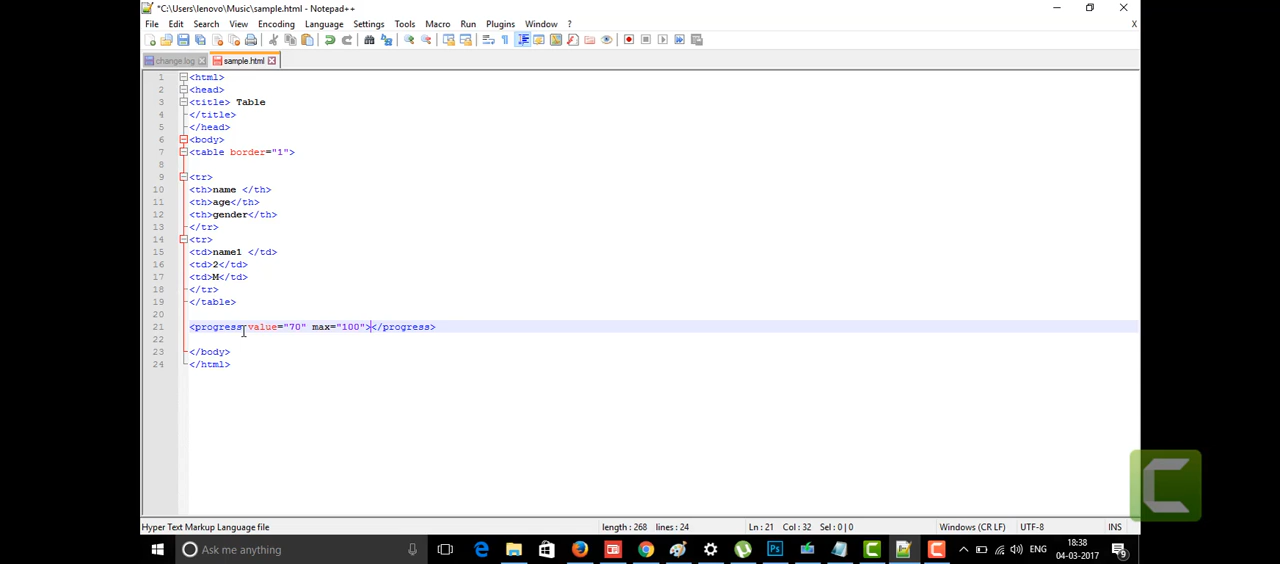 *C:\Users\lenovo\Music\sample.html - Notepad++
File Edit Search View Encoding Language Settings Tools Macro Run Plugins Window ? X
change.log sample.html
1 <html>
2 <head>
3 <title> Table
4 </title>
5 </head>
6 <body>
7 <table border="1">
8
9 <tr>
10 <th>name </th>
11 <th>age</th>
12 <th>gender</th>
13 </tr>
14 <tr>
15 <td>name1 </td>
16 <td>2</td>
17 <td>M</td>
18 </tr>
19 </table>
20
21 <progress value="70" max="100"></progress>
22
23 </body>
24 </html>
Hyper Text Markup Language file length : 268 lines : 24 Ln : 21 Col : 32 Sel : 0 | 0 Windows (CR LF) UTF-8 INS
Ask me anything ENG 18:38
04-03-2017 9